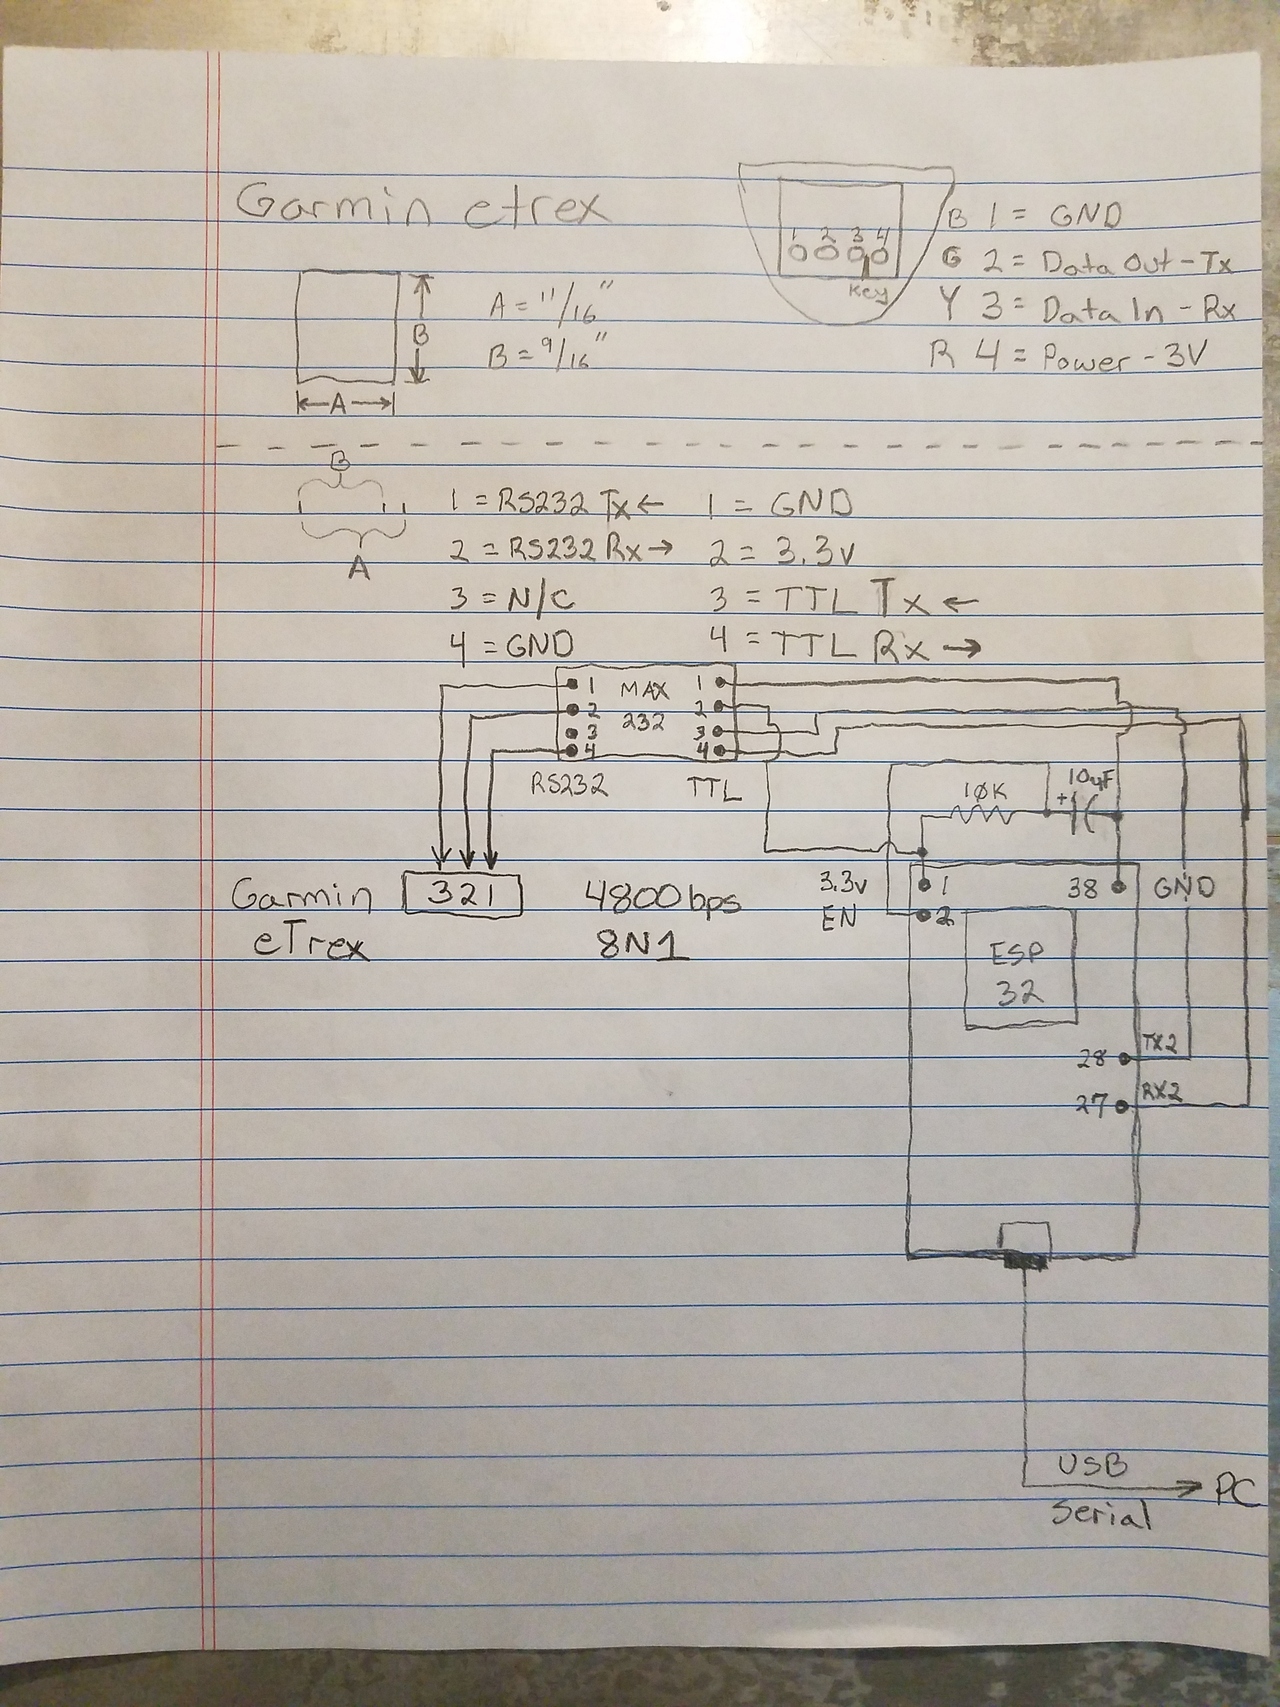 Garmin etrex
1 2 3 4
Key
B 1 = GND
G 2 = Data Out - Tx
Y 3 = Data In - Rx
R 4 = Power - 3V
A = 11/16"
B = 9/16"
B
A
B
A
1 = RS232 Tx ←
2 = RS232 Rx →
3 = N/C
4 = GND
1 = GND
2 = 3.3v
3 = TTL Tx ←
4 = TTL Rx →
1 MAX 1
2 232 2
3 3
4 4
RS232 TTL
10K
+ 10uF
Garmin
eTrex
321
4800bps
8N1
3.3v 1 38 GND
EN 2
ESP
32
28 TX2
27 RX2
USB
Serial
PC